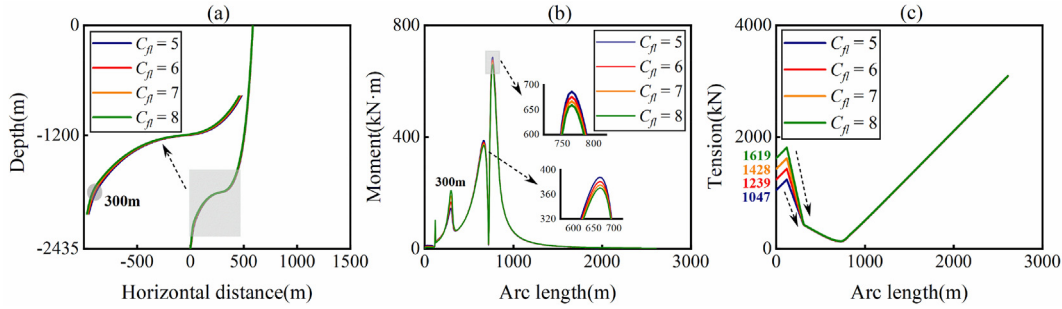 (a)
0
-1200
-2435
Depth(m)
C_fl = 5
C_fl = 6
C_fl = 7
C_fl = 8
300m
-500
0
500
1000
1500
Horizontal distance(m)
(b)
800
400
0
Moment(kN·m)
C_fl = 5
C_fl = 6
C_fl = 7
C_fl = 8
700
650
600
750
800
300m
400
360
320
600
650
700
0
1000
2000
3000
Arc length(m)
(c)
4000
2000
0
Tension(kN)
C_fl = 5
C_fl = 6
C_fl = 7
C_fl = 8
1619
1428
1239
1047
0
1000
2000
3000
Arc length(m)